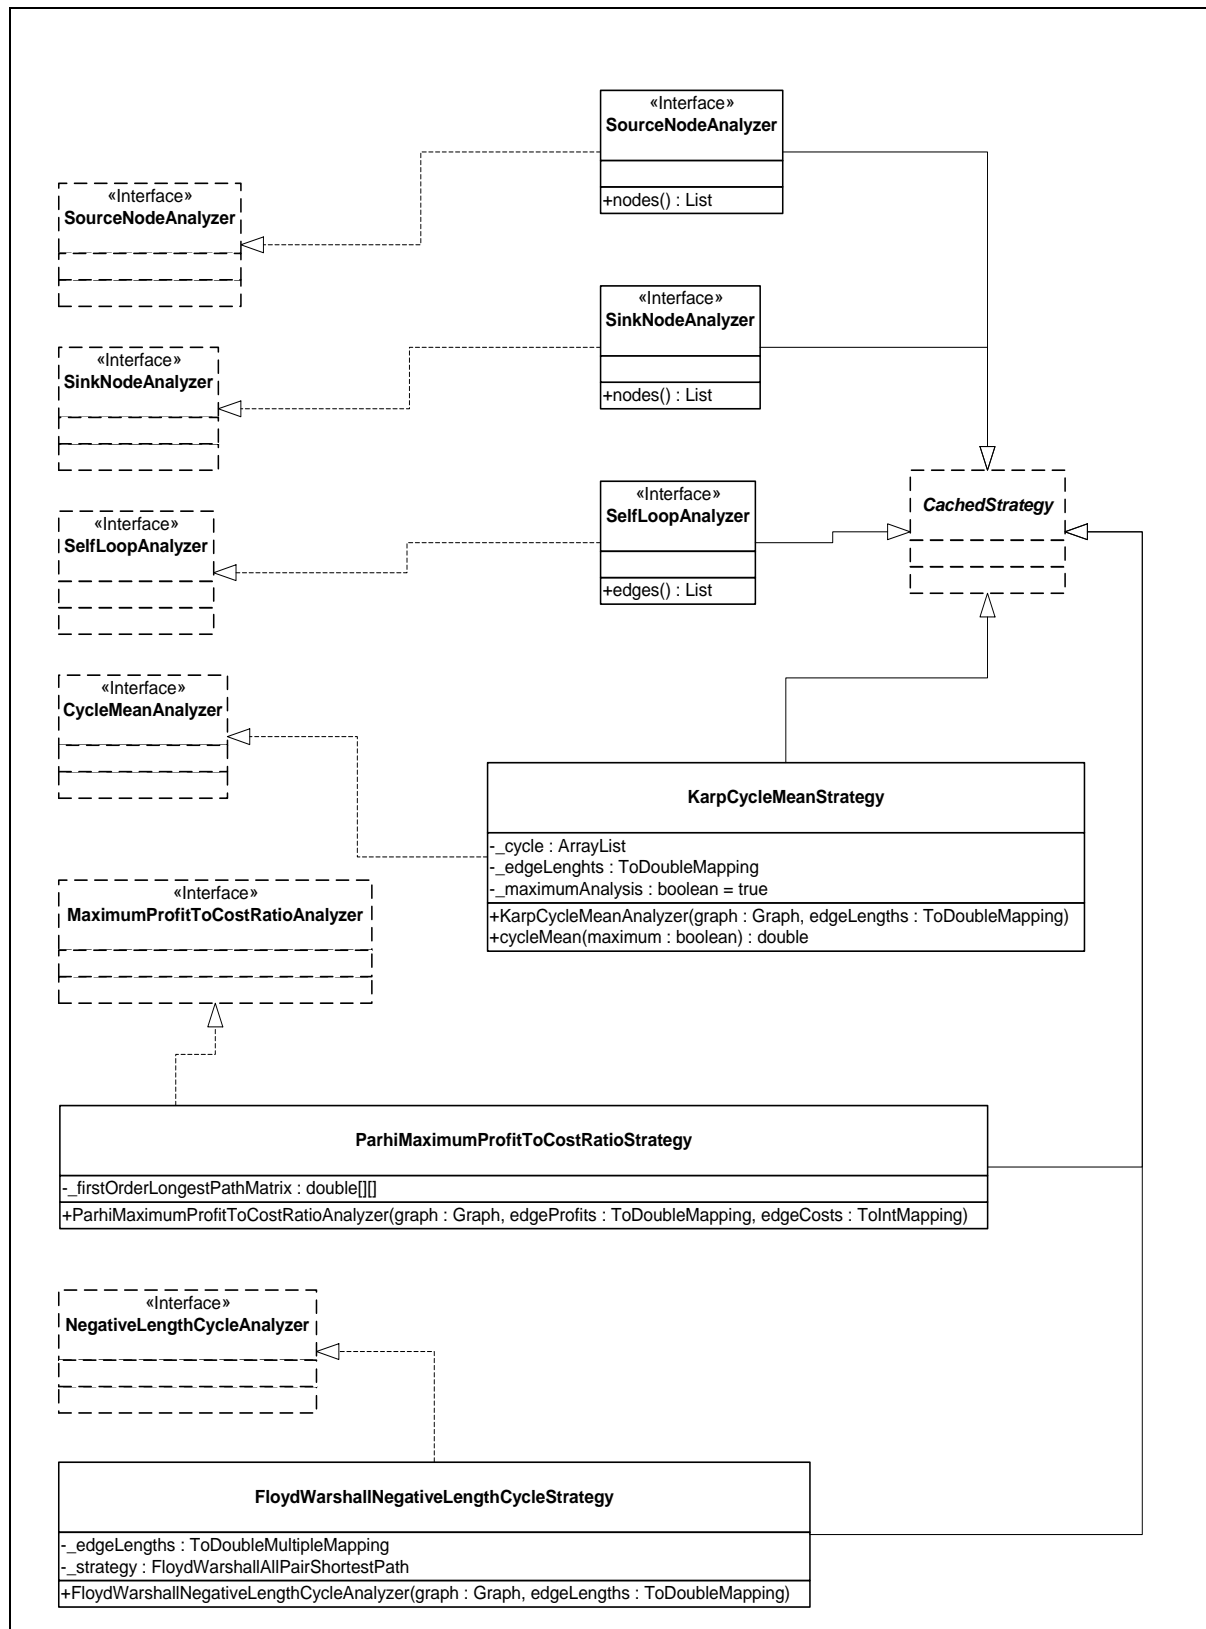 «Interface»
SourceNodeAnalyzer
+nodes() : List
«Interface»
SourceNodeAnalyzer
«Interface»
SinkNodeAnalyzer
+nodes() : List
«Interface»
SinkNodeAnalyzer
«Interface»
SelfLoopAnalyzer
+edges() : List
CachedStrategy
«Interface»
SelfLoopAnalyzer
«Interface»
CycleMeanAnalyzer
KarpCycleMeanStrategy
-_cycle : ArrayList
-_edgeLenghts : ToDoubleMapping
-_maximumAnalysis : boolean = true
+KarpCycleMeanAnalyzer(graph : Graph, edgeLengths : ToDoubleMapping)
+cycleMean(maximum : boolean) : double
«Interface»
MaximumProfitToCostRatioAnalyzer
ParhiMaximumProfitToCostRatioStrategy
-_firstOrderLongestPathMatrix : double[][]
+ParhiMaximumProfitToCostRatioAnalyzer(graph : Graph, edgeProfits : ToDoubleMapping, edgeCosts : ToIntMapping)
«Interface»
NegativeLengthCycleAnalyzer
FloydWarshallNegativeLengthCycleStrategy
-_edgeLengths : ToDoubleMultipleMapping
-_strategy : FloydWarshallAllPairShortestPath
+FloydWarshallNegativeLengthCycleAnalyzer(graph : Graph, edgeLengths : ToDoubleMapping)